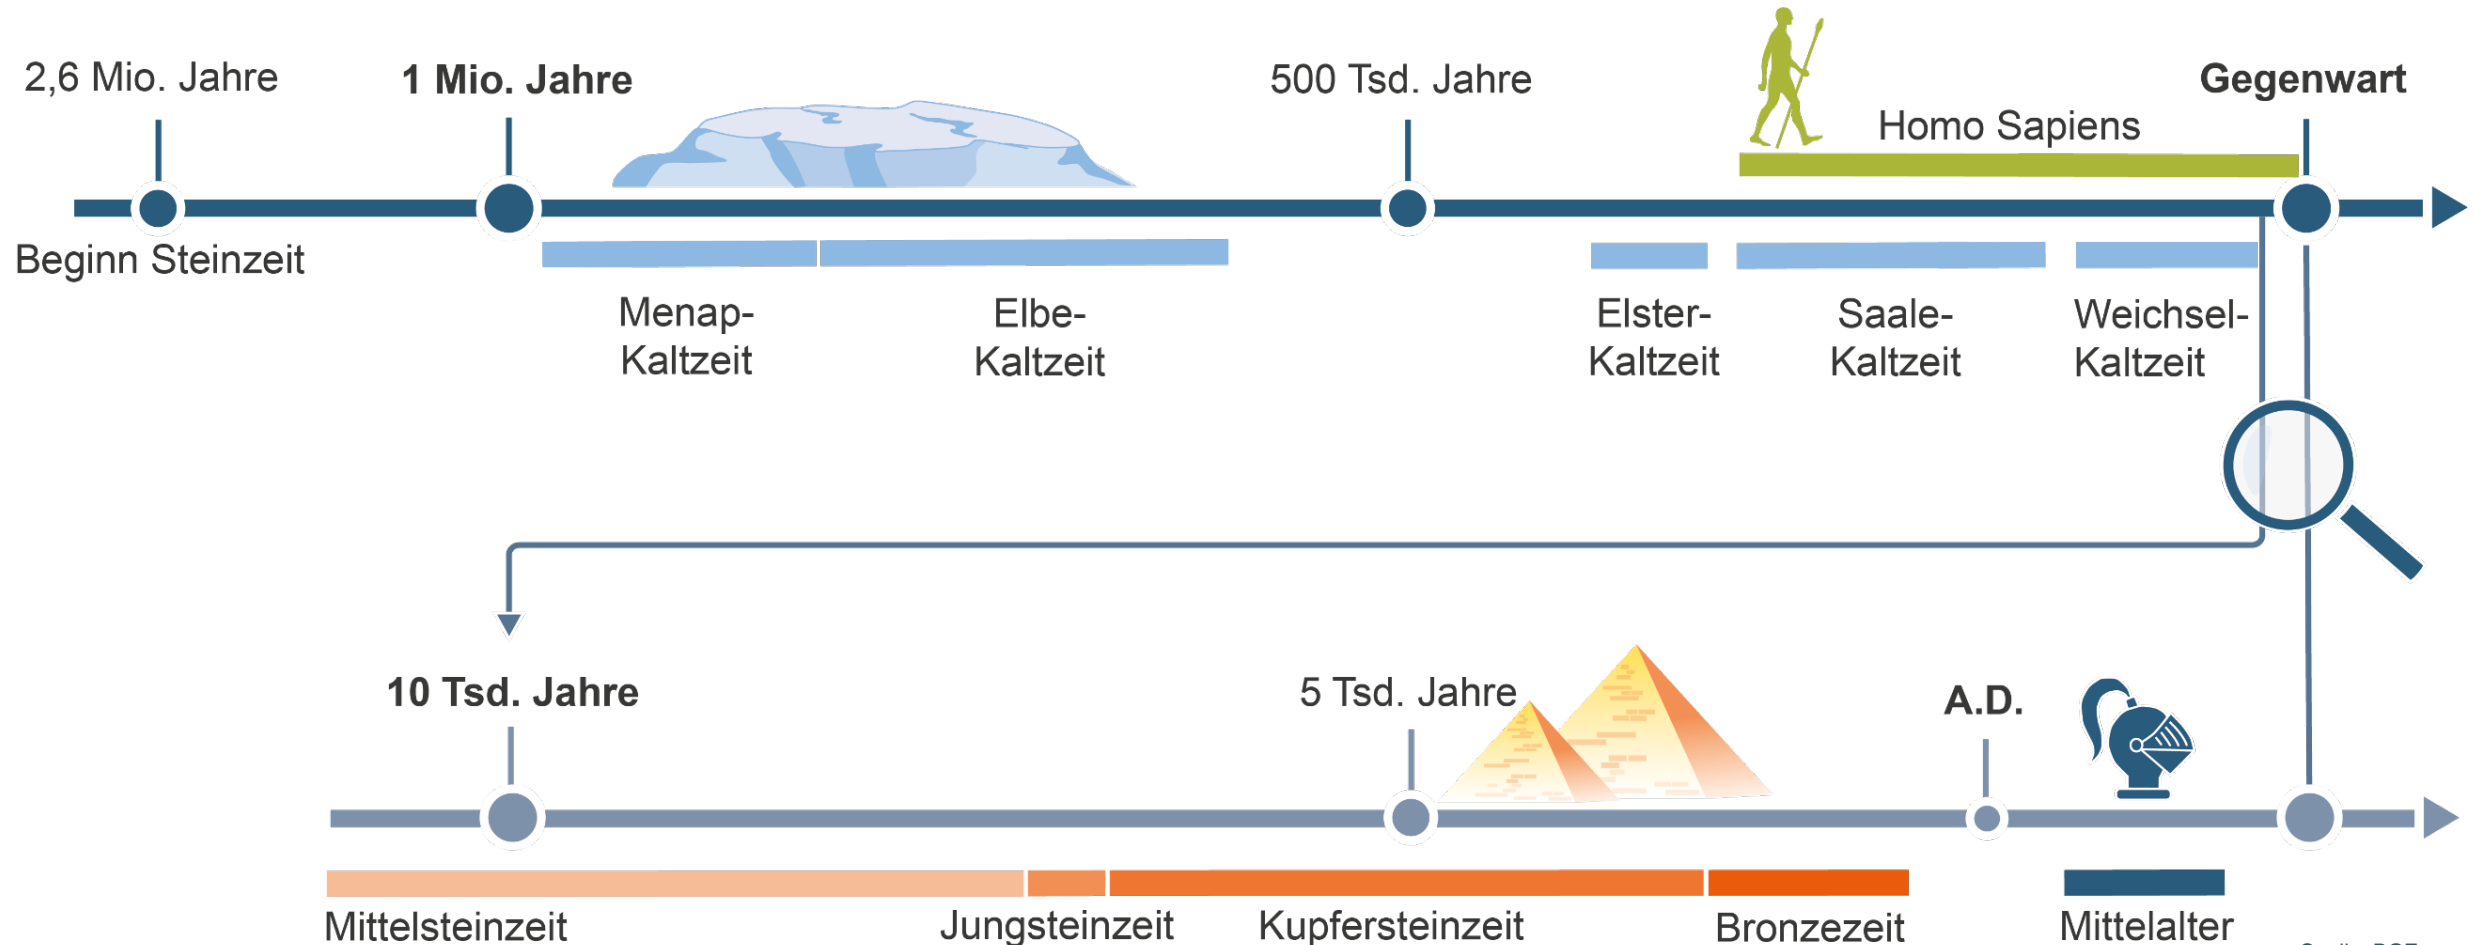 2,6 Mio. Jahre
1 Mio. Jahre
500 Tsd. Jahre
Gegenwart
Homo Sapiens
Beginn Steinzeit
Menap-
Kaltzeit
Elbe-
Kaltzeit
Elster-
Kaltzeit
Saale-
Kaltzeit
Weichsel-
Kaltzeit
10 Tsd. Jahre
5 Tsd. Jahre
A.D.
Mittelsteinzeit
Jungsteinzeit
Kupfersteinzeit
Bronzezeit
Mittelalter